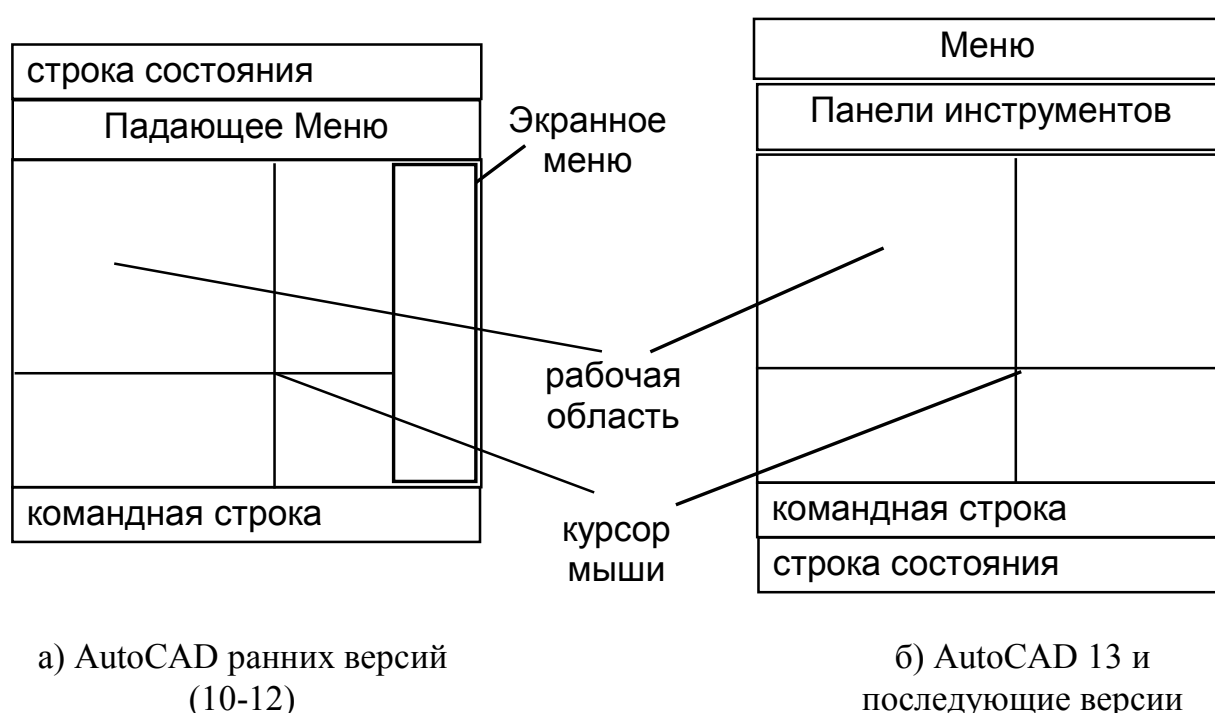 строка состояния
Падающее Меню
Экранное
меню
Меню
Панели инструментов
рабочая
область
командная строка
курсор
мыши
командная строка
строка состояния
а) AutoCAD ранних версий
(10-12)
б) AutoCAD 13 и
последующие версии